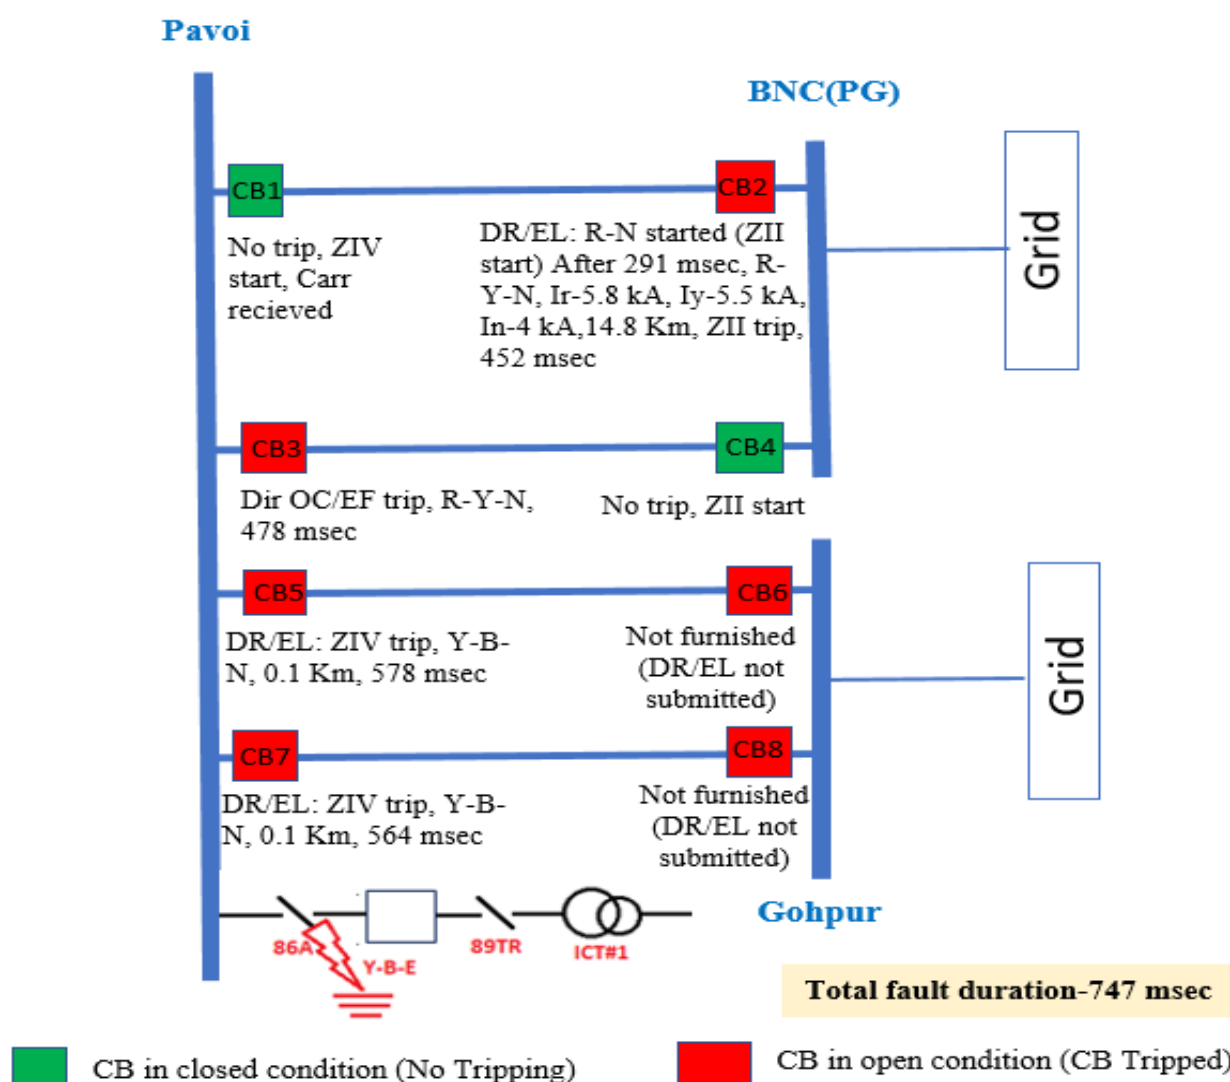 Pavoi
BNC(PG)
CB1
CB2
Grid
No trip, ZIV
start, Carr
recieved
DR/EL: R-N started (ZII
start) After 291 msec, R-
Y-N, Ir-5.8 kA, Iy-5.5 kA,
In-4 kA,14.8 Km, ZII trip,
452 msec
CB3
CB4
Dir OC/EF trip, R-Y-N,
478 msec
No trip, ZII start
CB5
CB6
Grid
DR/EL: ZIV trip, Y-B-
N, 0.1 Km, 578 msec
Not furnished
(DR/EL not
submitted)
CB7
CB8
DR/EL: ZIV trip, Y-B-
N, 0.1 Km, 564 msec
Not furnished
(DR/EL not
submitted)
86A
Y-B-E
89TR
ICT#1
Gohpur
Total fault duration-747 msec
CB in closed condition (No Tripping)
CB in open condition (CB Tripped)